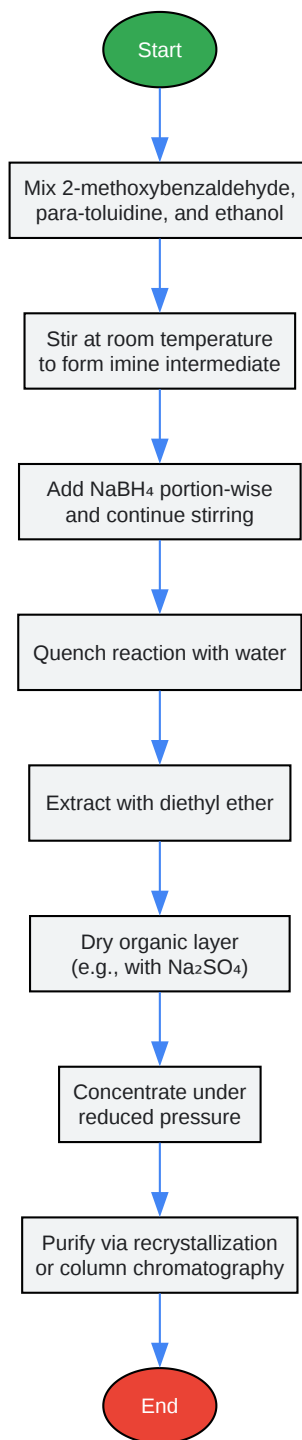 Start
Mix 2-methoxybenzaldehyde,
para-toluidine, and ethanol
Stir at room temperature
to form imine intermediate
Add NaBH₄ portion-wise
and continue stirring
Quench reaction with water
Extract with diethyl ether
Dry organic layer
(e.g., with Na₂SO₄)
Concentrate under
reduced pressure
Purify via recrystallization
or column chromatography
End